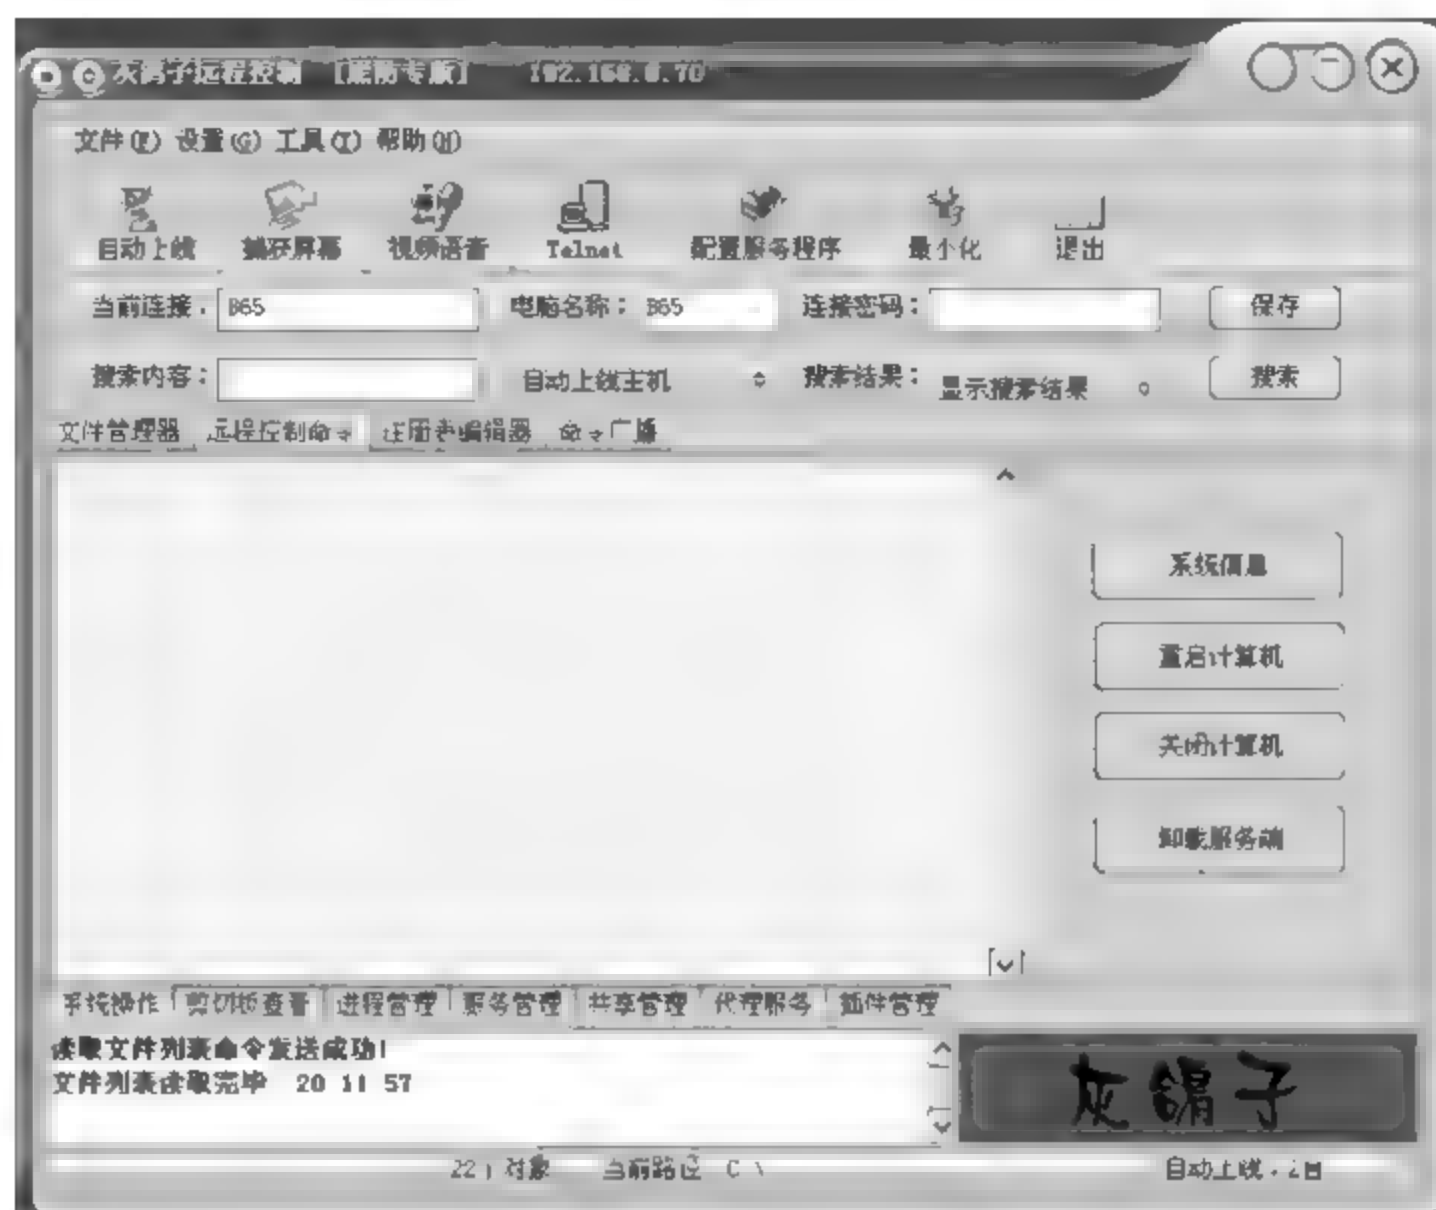 灰鸽子远程控制 192.168.0.70
文件(F) 设置(G) 工具(T) 帮助(H)
自动上线 捕获屏幕 视频语音 Telnet 配置服务程序 最小化 退出
当前连接: B65 电脑名称: B65 连接密码: 保存
搜索内容: 自动上线主机 搜索结果: 显示搜索结果 搜索
文件管理器 远程控制命令 注册表编辑器 命令广播
系统信息
重启计算机
关闭计算机
卸载服务端
系统操作 剪切板查看 进程管理 服务管理 共享管理 代理服务 插件管理
读取文件列表命令发送成功!
文件列表读取完毕 20 11 57
灰鸽子
22个对象 当前路径 C \
自动上线:2台